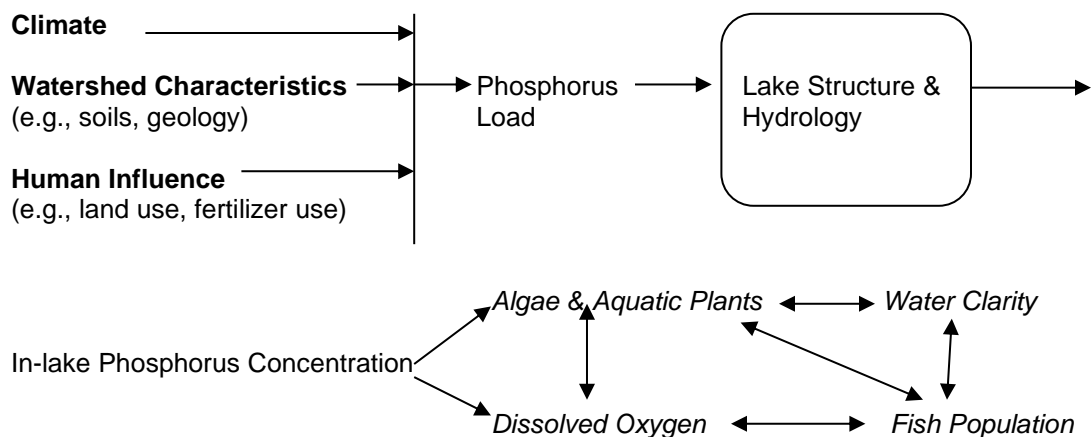 Climate
Watershed Characteristics
(e.g., soils, geology)
Human Influence
(e.g., land use, fertilizer use)
Phosphorus
Load
Lake Structure &
Hydrology
Algae & Aquatic Plants
Water Clarity
In-lake Phosphorus Concentration
Dissolved Oxygen
Fish Population